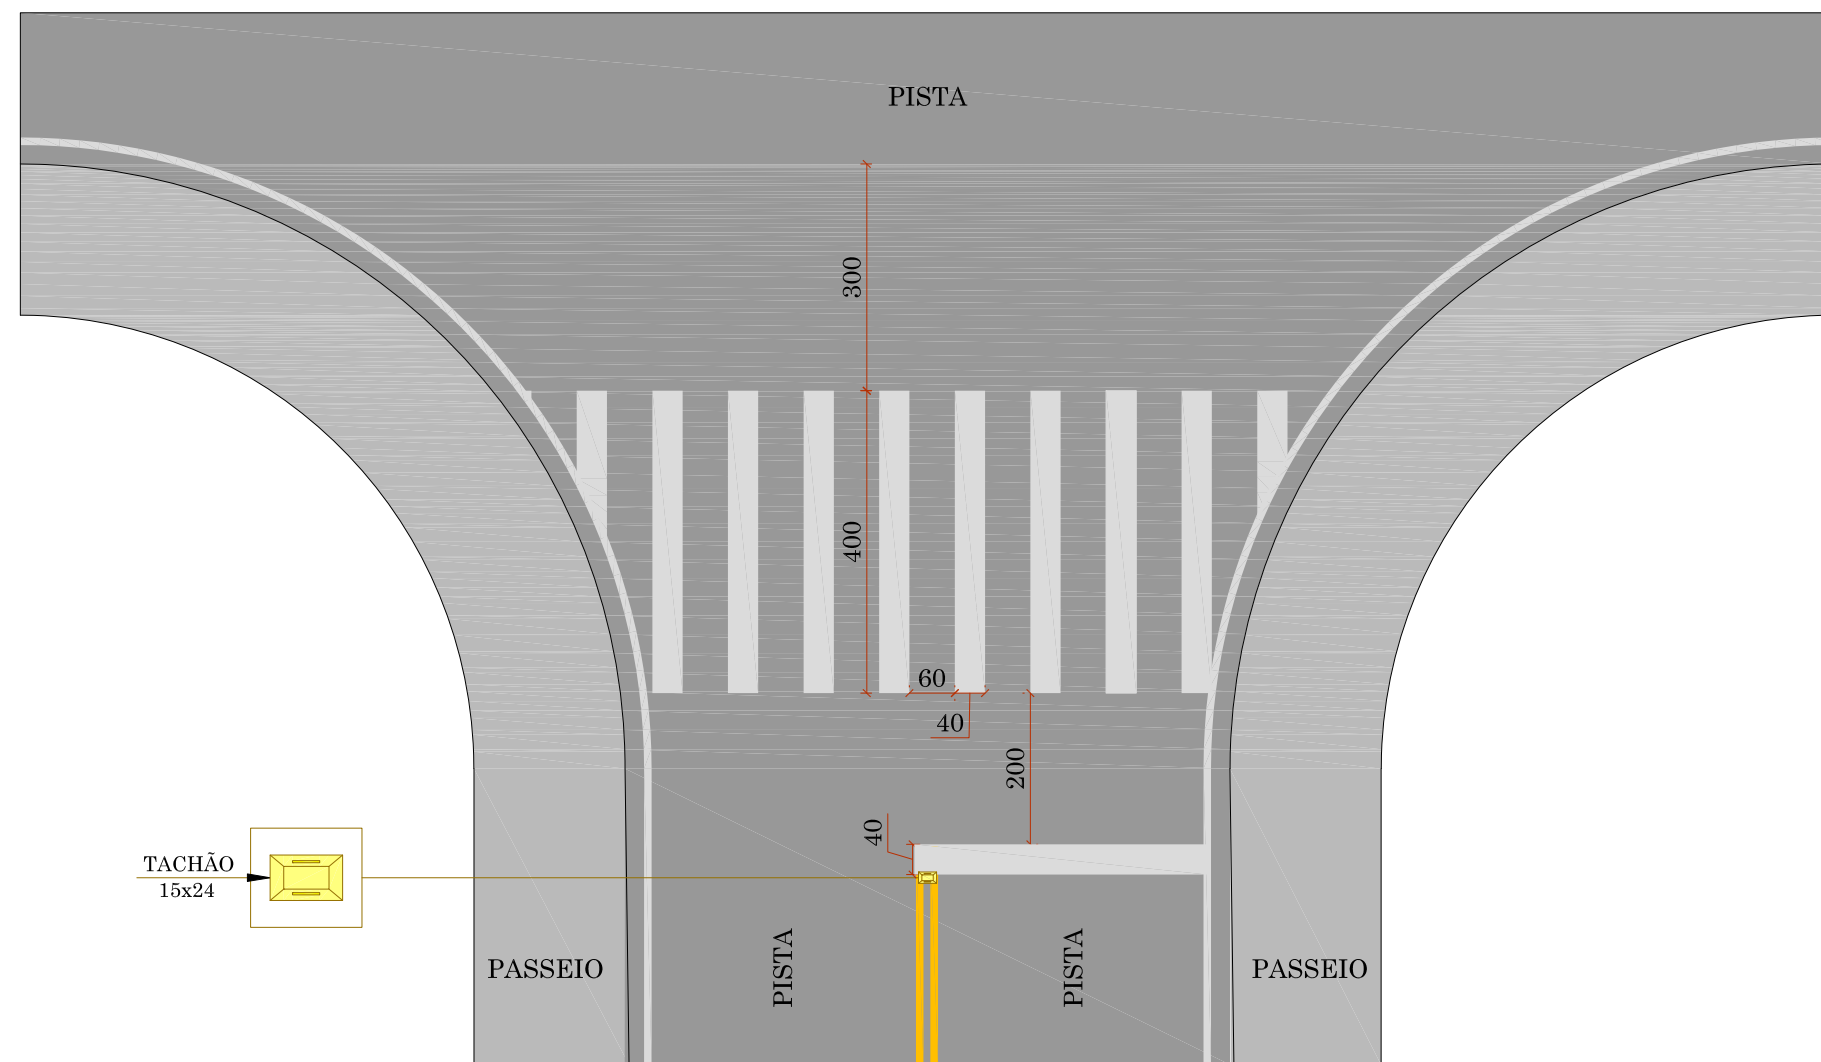 PISTA
300
400
60
40
200
40
TACHÃO
15x24
PISTA
PISTA
PASSEIO
PASSEIO